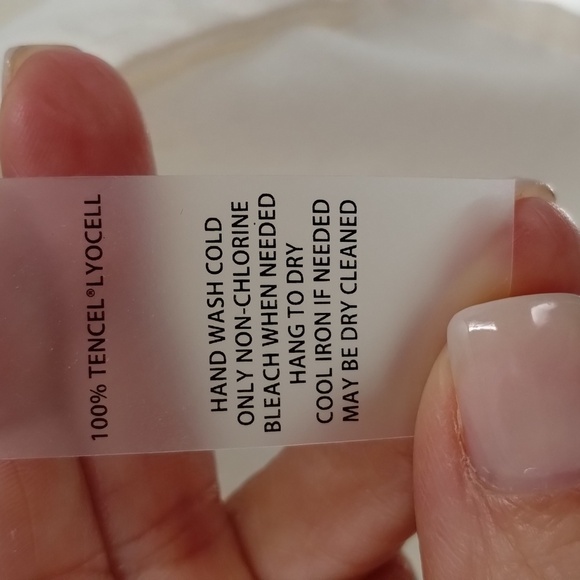 100% TENCEL®LYOCELL
HAND WASH COLD
ONLY NON-CHLORINE
BLEACH WHEN NEEDED
HANG TO DRY
COOL IRON IF NEEDED
MAY BE DRY CLEANED